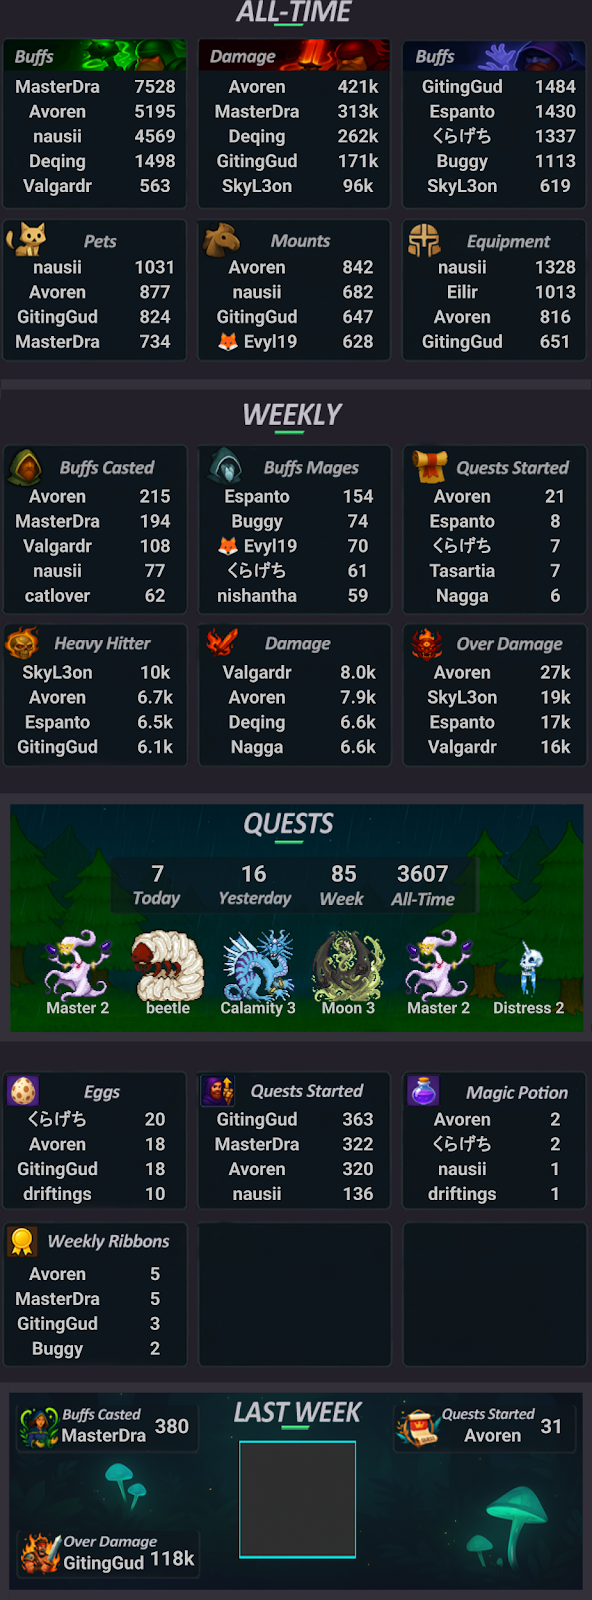 ALL-TIME
Buffs
MasterDra 7528
Avoren 5195
nausii 4569
Deqing 1498
Valgardr 563
Damage
Avoren 421k
MasterDra 313k
Deqing 262k
GitingGud 171k
SkyL3on 96k
Buffs
GitingGud 1484
Espanto 1430
くらげち 1337
Buggy 1113
SkyL3on 619
Pets
nausii 1031
Avoren 877
GitingGud 824
MasterDra 734
Mounts
Avoren 842
nausii 682
GitingGud 647
🦊 Evyl19 628
Equipment
nausii 1328
Eilir 1013
Avoren 816
GitingGud 651
WEEKLY
Buffs Casted
Avoren 215
MasterDra 194
Valgardr 108
nausii 77
catlover 62
Buffs Mages
Espanto 154
Buggy 74
🦊 Evyl19 70
くらげち 61
nishantha 59
Quests Started
Avoren 21
Espanto 8
くらげち 7
Tasartia 7
Nagga 6
Heavy Hitter
SkyL3on 10k
Avoren 6.7k
Espanto 6.5k
GitingGud 6.1k
Damage
Valgardr 8.0k
Avoren 7.9k
Deqing 6.6k
Nagga 6.6k
Over Damage
Avoren 27k
SkyL3on 19k
Espanto 17k
Valgardr 16k
QUESTS
7 16 85 3607
Today Yesterday Week All-Time
Master 2 beetle Calamity 3 Moon 3 Master 2 Distress 2
Eggs
くらげち 20
Avoren 18
GitingGud 18
driftings 10
Quests Started
GitingGud 363
MasterDra 322
Avoren 320
nausii 136
Magic Potion
Avoren 2
くらげち 2
nausii 1
driftings 1
Weekly Ribbons
Avoren 5
MasterDra 5
GitingGud 3
Buggy 2
LAST WEEK
Buffs Casted
MasterDra 380
Quests Started
Avoren 31
Over Damage
GitingGud 118k